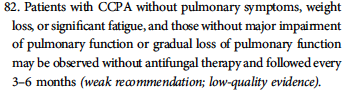 82. Patients with CCPA without pulmonary symptoms, weight
loss, or significant fatigue, and those without major impairment
of pulmonary function or gradual loss of pulmonary function
may be observed without antifungal therapy and followed every
3–6 months (weak recommendation; low-quality evidence).